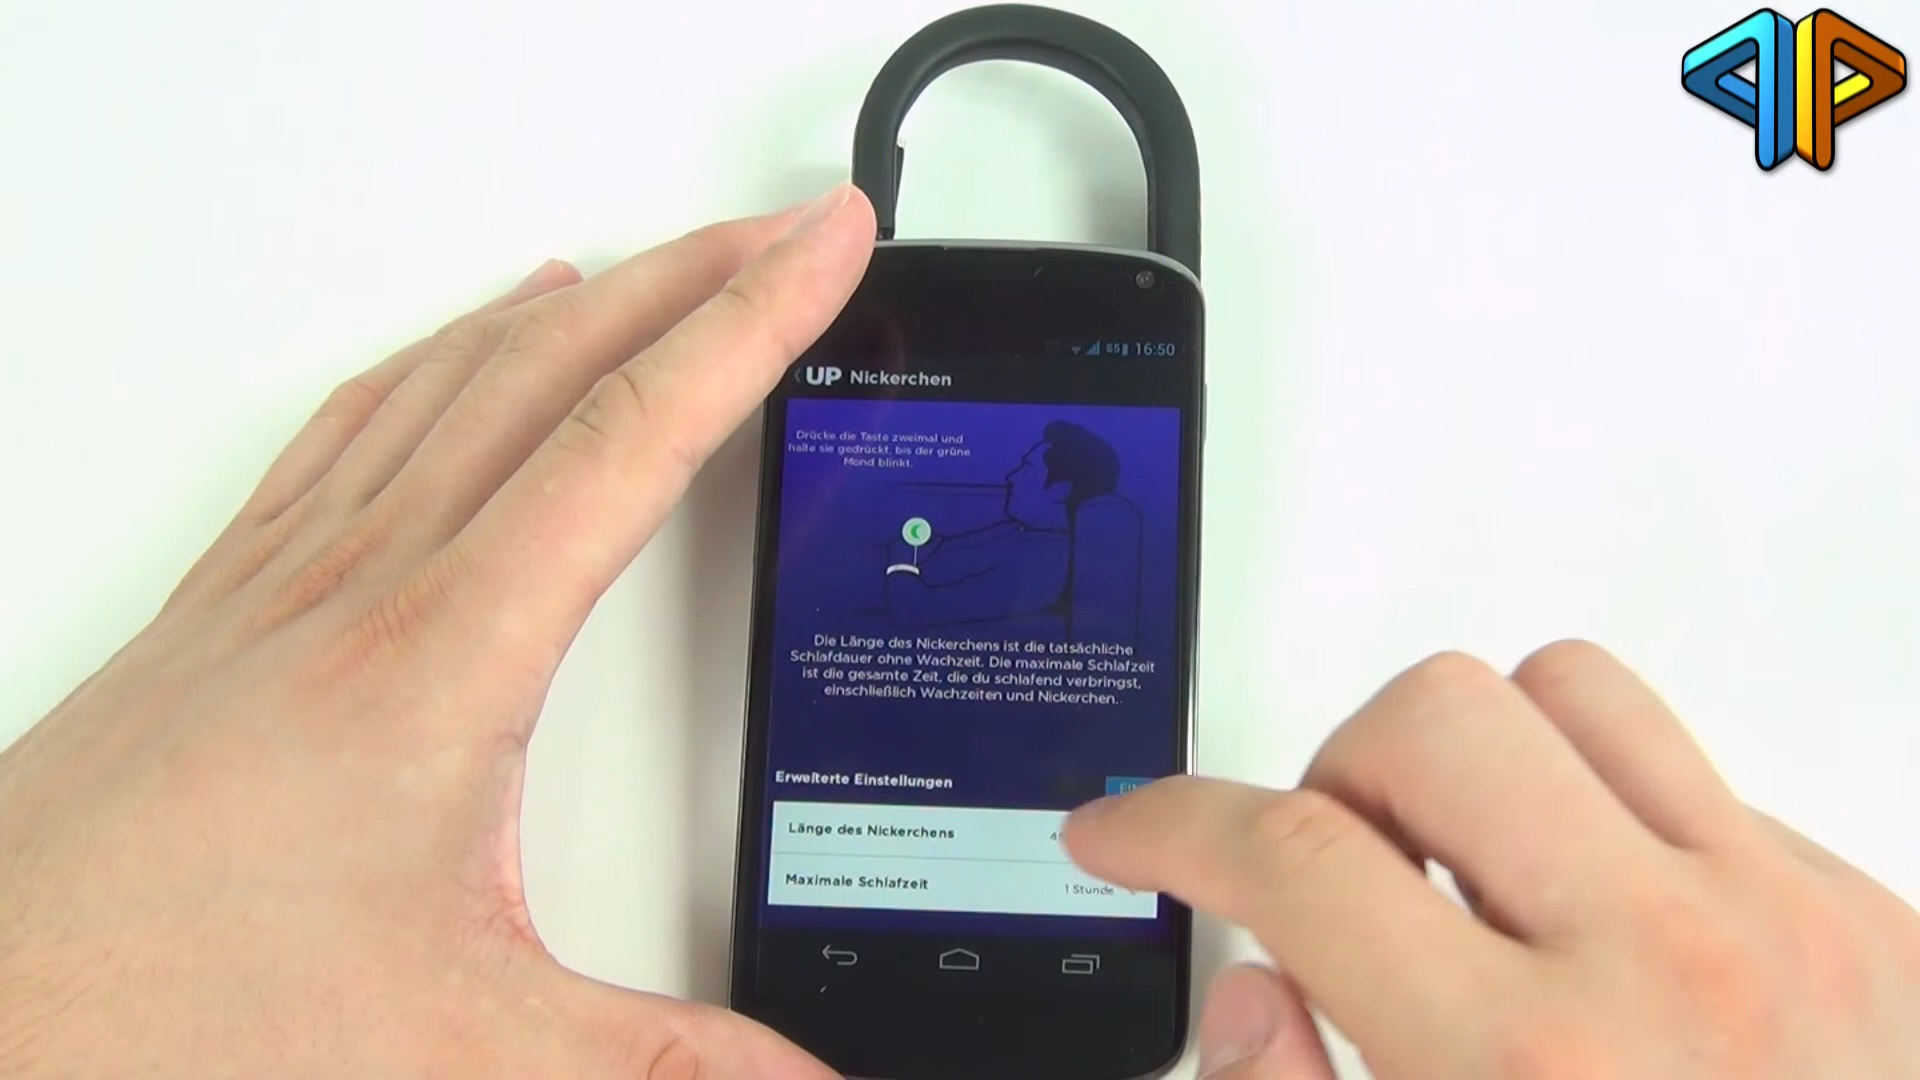 85 16:50
UP Nickerchen
Drücke die Taste zweimal und
halte sie gedrückt, bis der grüne
Mond blinkt.
Die Länge des Nickerchens ist die tatsächliche
Schlafdauer ohne Wachzeit. Die maximale Schlafzeit
ist die gesamte Zeit, die du schlafend verbringst,
einschließlich Wachzeiten und Nickerchen.
Erweiterte Einstellungen
Länge des Nickerchens
Maximale Schlafzeit 1 Stunde